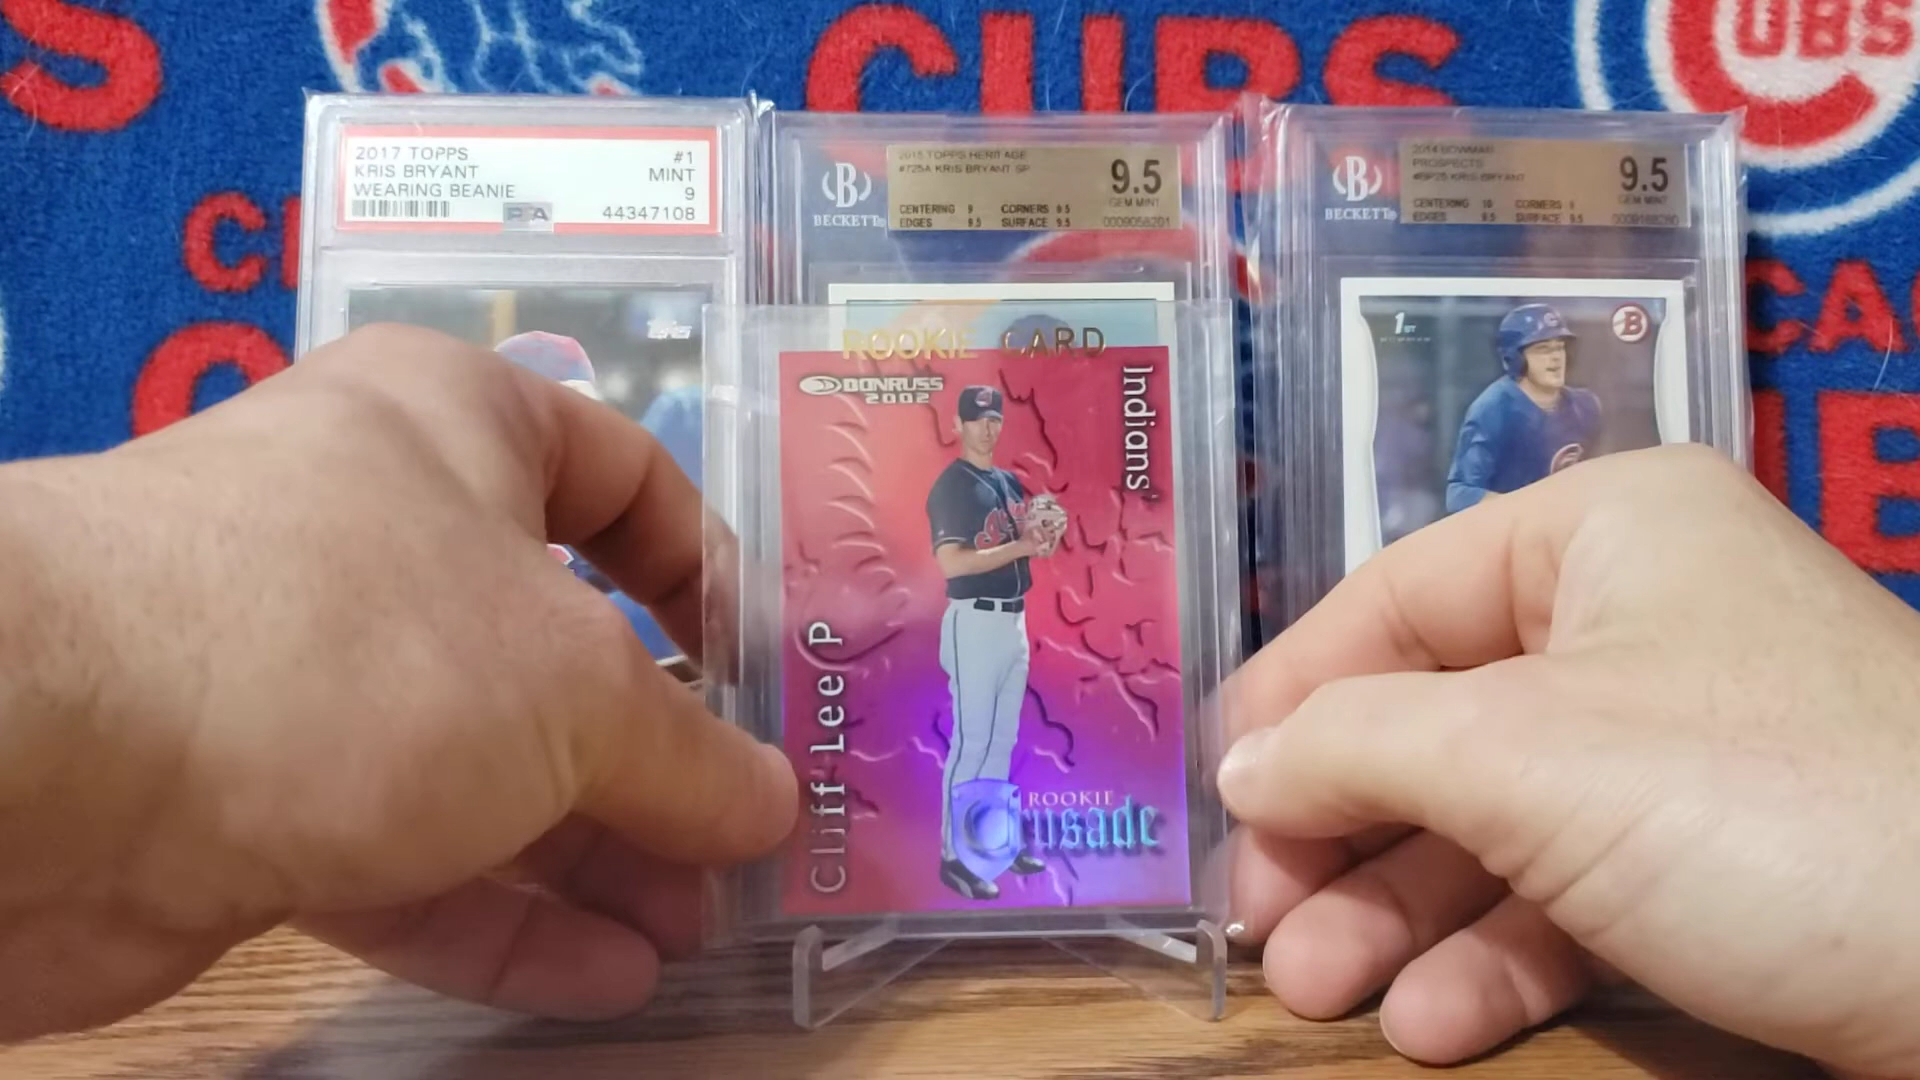 CUBS
CUBS
2017 TOPPS #1
KRIS BRYANT MINT
WEARING BEANIE 9
PSA 44347108
BECKETT
2015 TOPPS HERITAGE
#725A KRIS BRYANT SP
9.5
GEM MINT
CENTERING 9 CORNERS 9.5
EDGES 9.5 SURFACE 9.5
0009058201
BECKETT
2014 BOWMAN
PROSPECTS
#BP25 KRIS BRYANT
9.5
GEM MINT
CENTERING 10 CORNERS 9
EDGES 9.5 SURFACE 9.5
Topps
1ST
B
ROOKIE CARD
DONRUSS
2002
Indians
Cliff Lee P
ROOKIE
Crusade